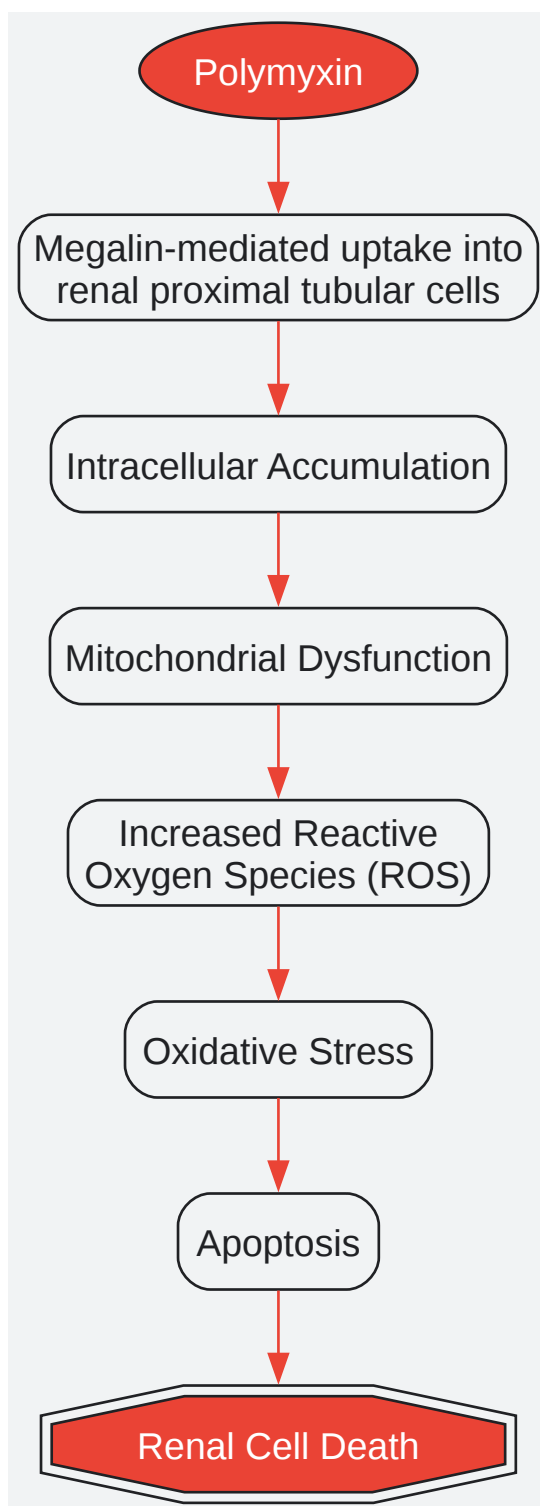 Polymyxin
Megalin-mediated uptake into
renal proximal tubular cells
Intracellular Accumulation
Mitochondrial Dysfunction
Increased Reactive
Oxygen Species (ROS)
Oxidative Stress
Apoptosis
Renal Cell Death